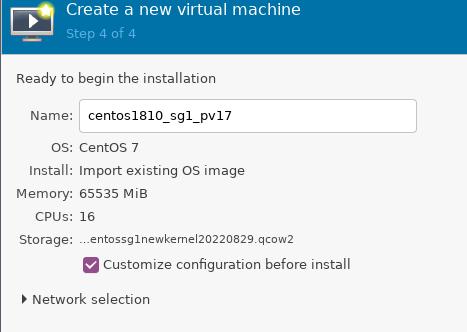 Create a new virtual machine
Step 4 of 4
Ready to begin the installation
Name: centos1810_sg1_pv17
OS: CentOS 7
Install: Import existing OS image
Memory: 65535 MiB
CPUs: 16
Storage: ...entossg1newkernel20220829.qcow2
Customize configuration before install
Network selection